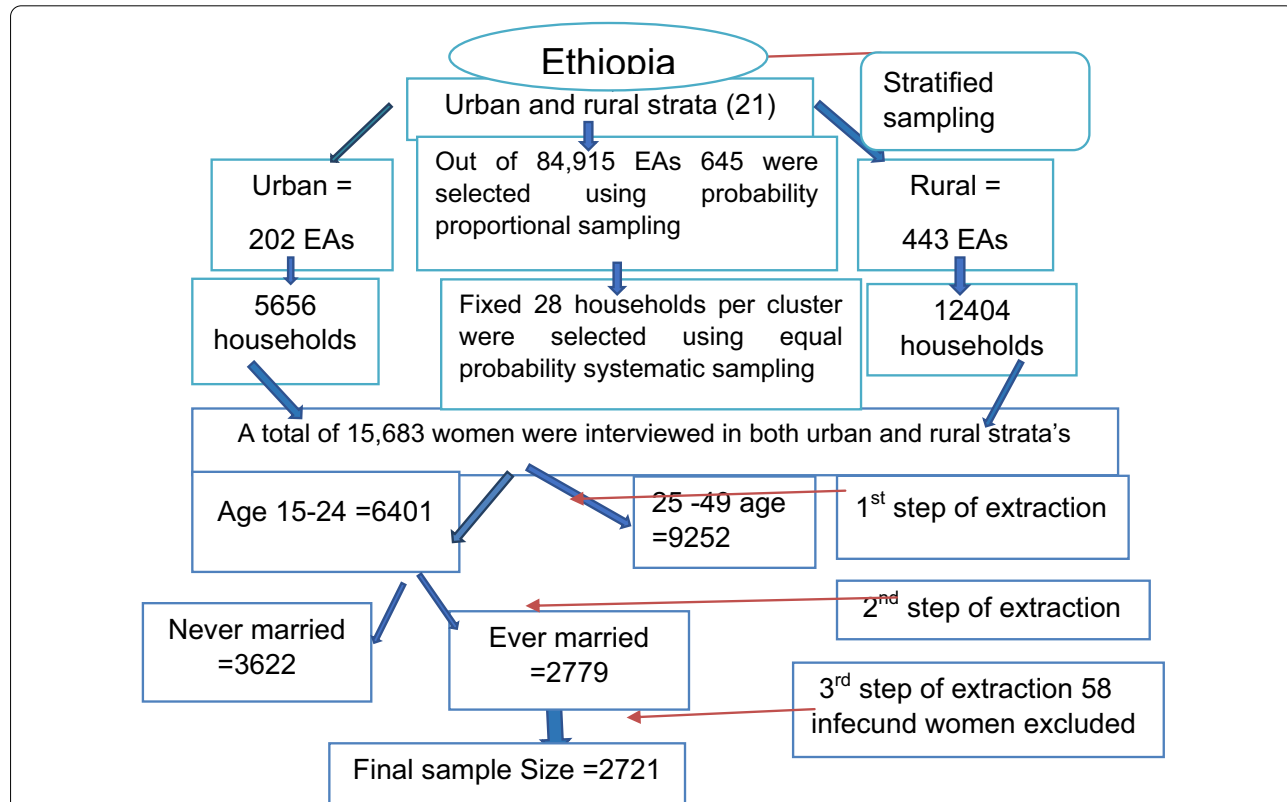 Ethiopia
Stratified
sampling
Urban and rural strata (21)
Urban =
202 EAs
Out of 84,915 EAs 645 were
selected using probability
proportional sampling
Rural =
443 EAs
5656
households
Fixed 28 households per cluster
were selected using equal
probability systematic sampling
12404
households
A total of 15,683 women were interviewed in both urban and rural strata's
Age 15-24 =6401
25 -49 age
=9252
1st step of extraction
2nd step of extraction
Never married
=3622
Ever married
=2779
3rd step of extraction 58
infecund women excluded
Final sample Size =2721